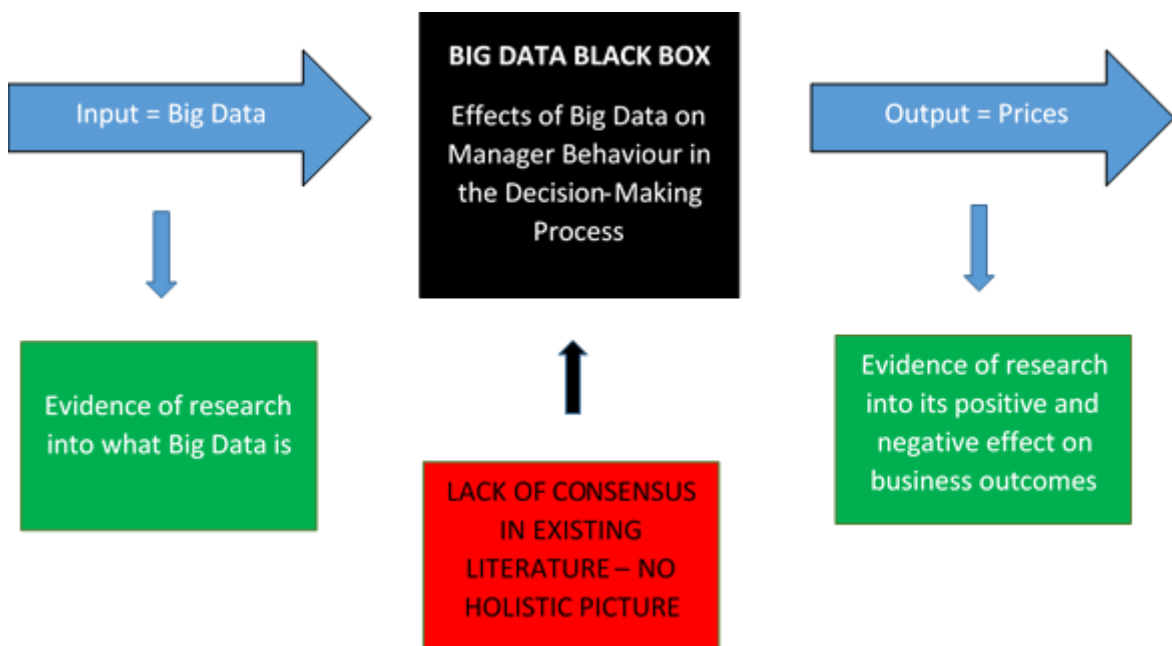 Input = Big Data
BIG DATA BLACK BOX
Effects of Big Data on
Manager Behaviour in
the Decision-Making
Process
Output = Prices
Evidence of research
into what Big Data is
LACK OF CONSENSUS
IN EXISTING
LITERATURE – NO
HOLISTIC PICTURE
Evidence of research
into its positive and
negative effect on
business outcomes